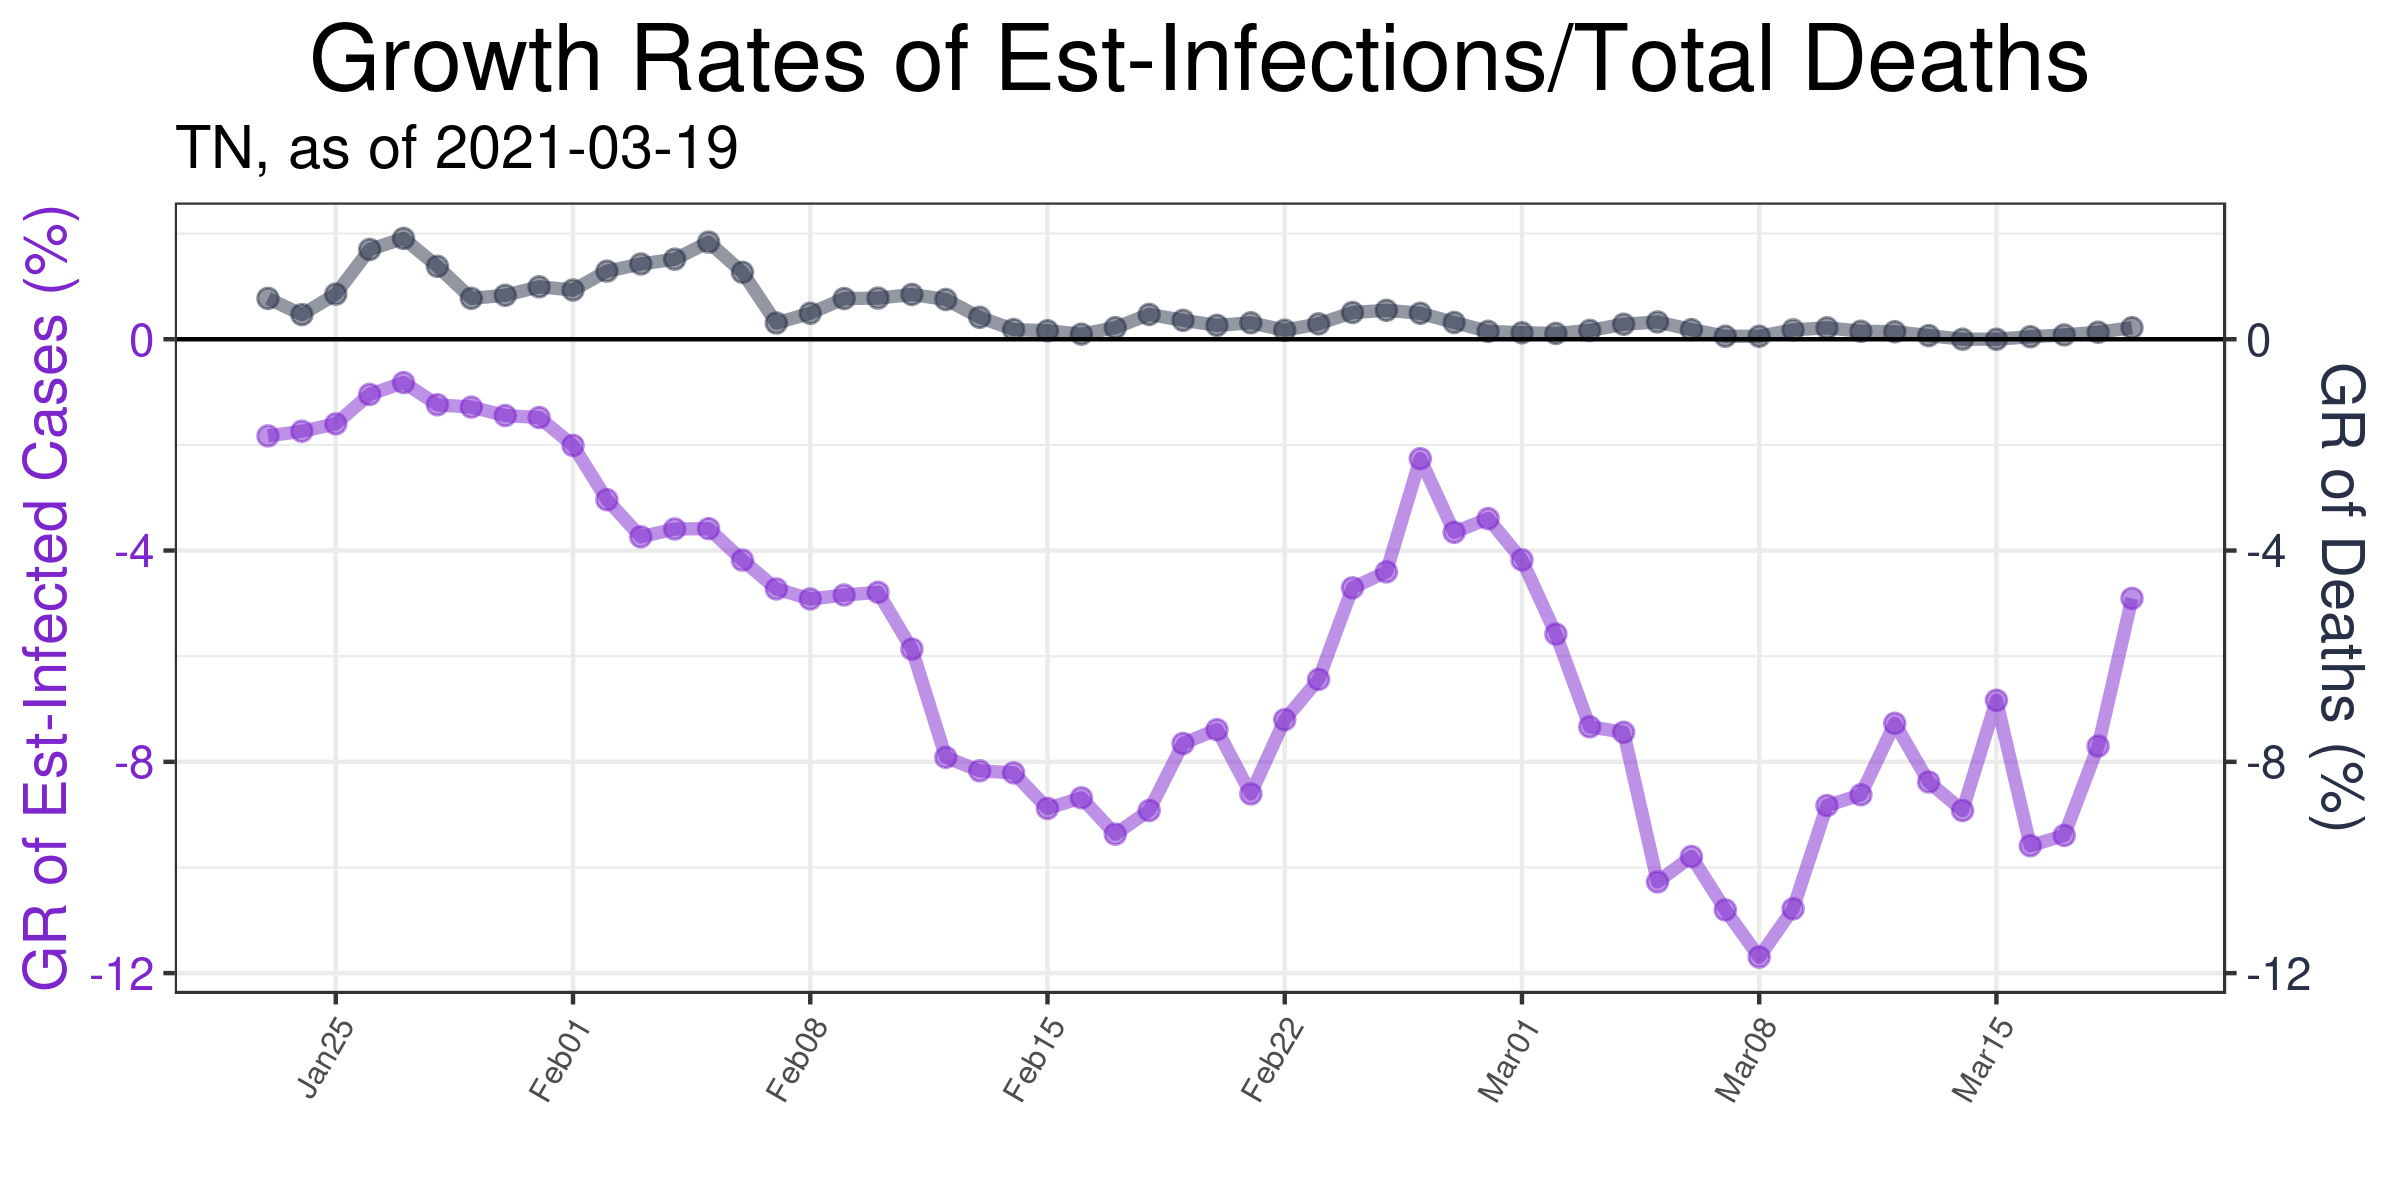 Growth Rates of Est-Infections/Total Deaths
TN, as of 2021-03-19
GR of Est-Infected Cases (%)
0
-4
-8
-12
0
-4
-8
-12
GR of Deaths (%)
Jan25
Feb01
Feb08
Feb15
Feb22
Mar01
Mar08
Mar15